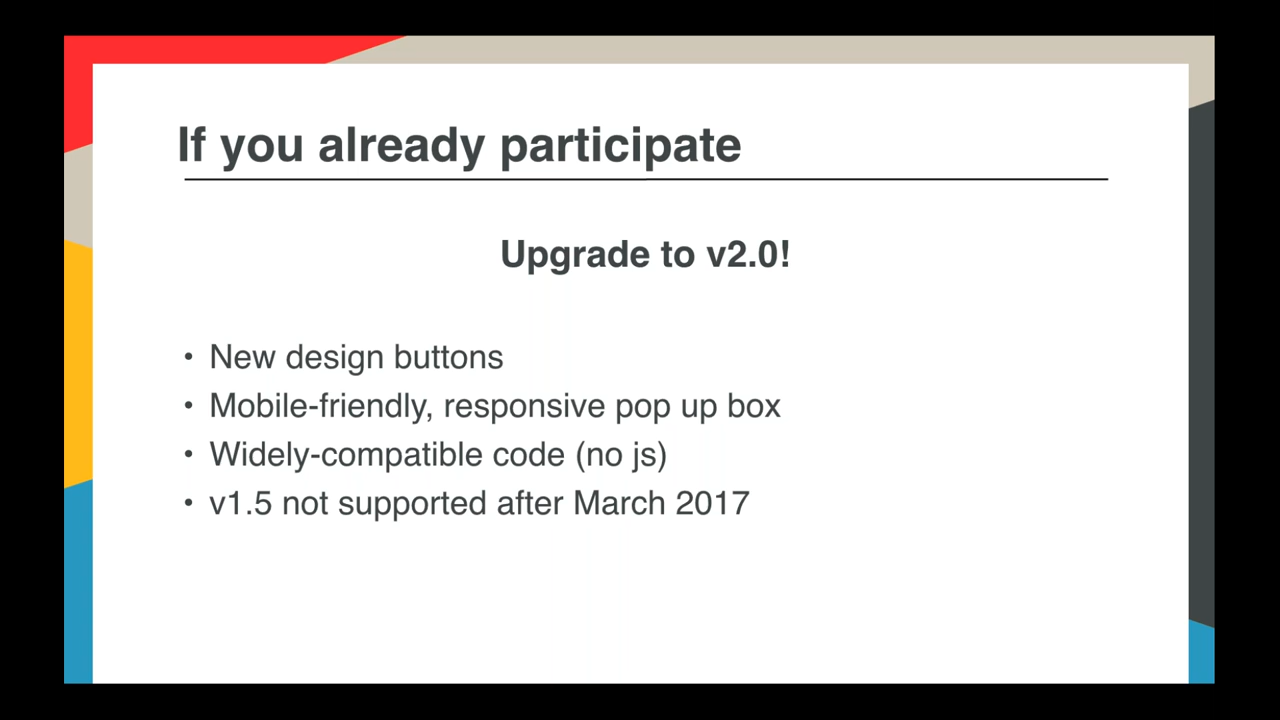 If you already participate
Upgrade to v2.0!
• New design buttons
• Mobile-friendly, responsive pop up box
• Widely-compatible code (no js)
• v1.5 not supported after March 2017